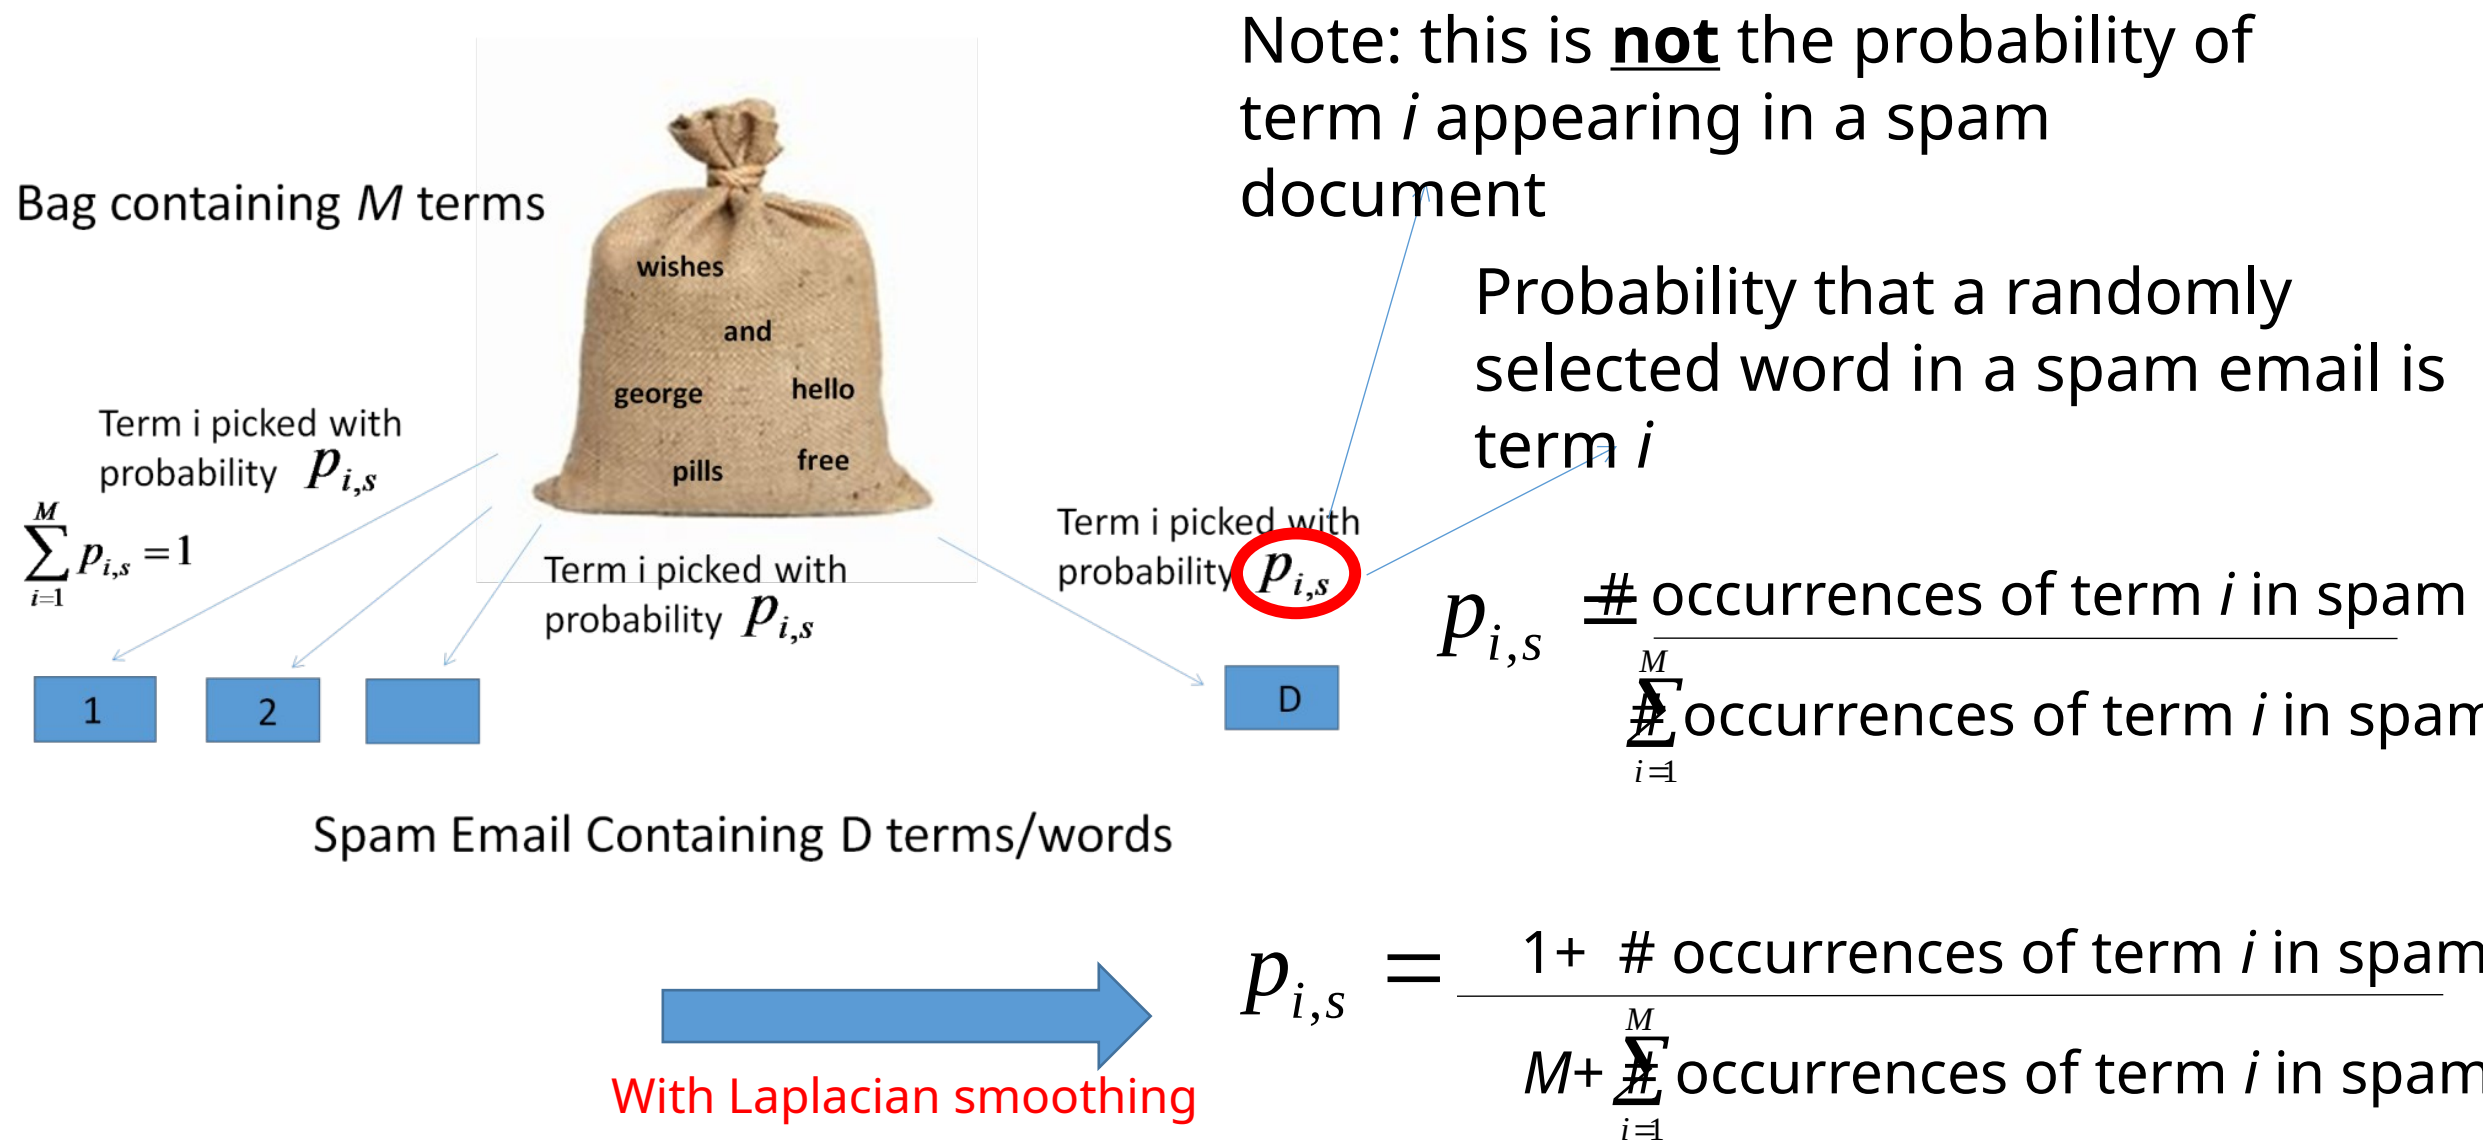 Note: this is not the probability of
term i appearing in a spam
document
Bag containing M terms
wishes
and
george
hello
pills
free
Probability that a randomly
selected word in a spam email is
term i
Term i picked with
probability p_{i,s}
\sum_{i=1}^{M} p_{i,s} = 1
Term i picked with
probability p_{i,s}
Term i picked with
probability p_{i,s}
1
2
D
p_{i,s} =
# occurrences of term i in spam
\sum_{i=1}^{M} # occurrences of term i in spam
Spam Email Containing D terms/words
With Laplacian smoothing
p_{i,s} =
1+ # occurrences of term i in spam
M+ \sum_{i=1}^{M} # occurrences of term i in spam